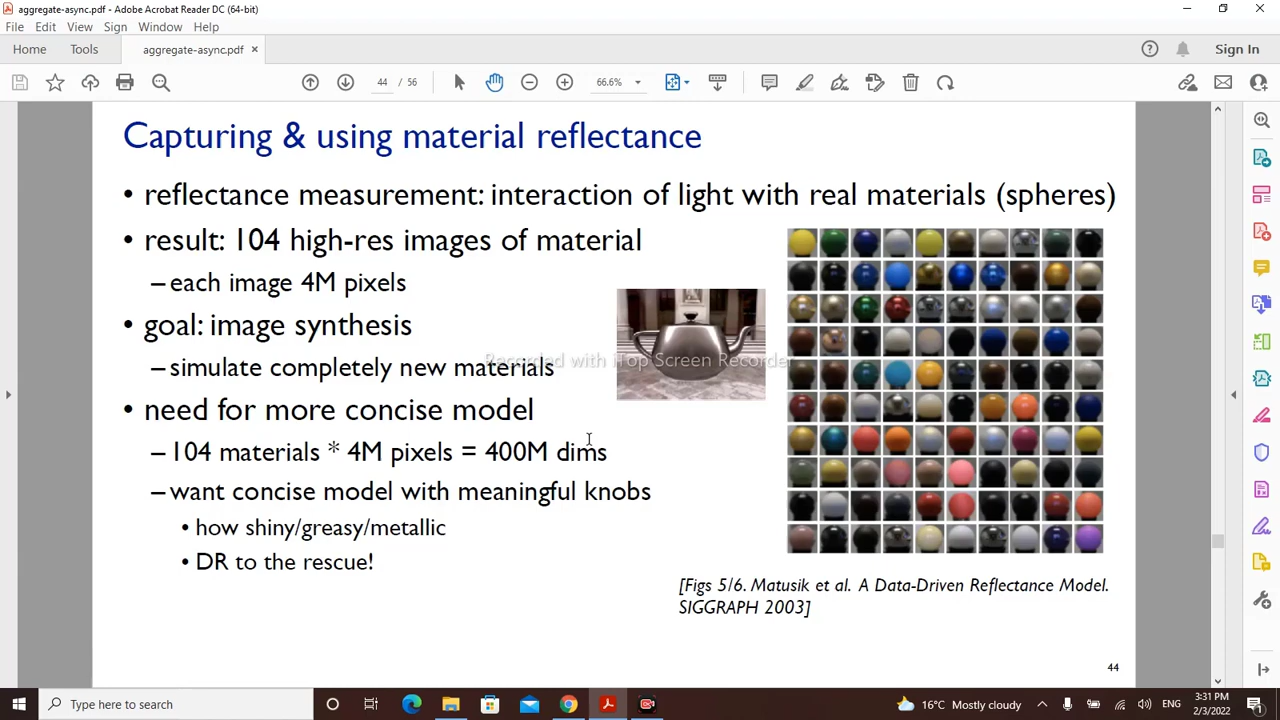 aggregate-async.pdf - Adobe Acrobat Reader DC (64-bit)
File Edit View Sign Window Help
Home Tools aggregate-async.pdf × Sign In
44 / 56 66.6%
Capturing & using material reflectance
• reflectance measurement: interaction of light with real materials (spheres)
• result: 104 high-res images of material
– each image 4M pixels
• goal: image synthesis
– simulate completely new materials
Recorded with iTop Screen Recorder
• need for more concise model
– 104 materials * 4M pixels = 400M dims
– want concise model with meaningful knobs
• how shiny/greasy/metallic
• DR to the rescue!
[Figs 5/6. Matusik et al. A Data-Driven Reflectance Model.
SIGGRAPH 2003]
44
Type here to search
16°C Mostly cloudy ENG 3:31 PM
2/3/2022